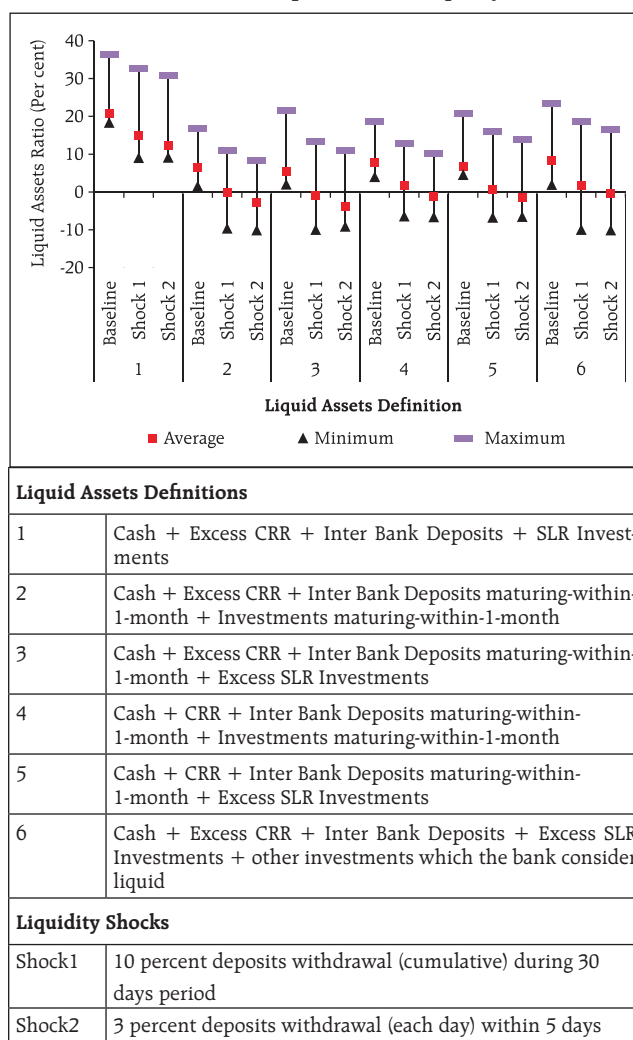 40
30
20
10
0
-10
-20
Liquid Assets Ratio (Per cent)
Baseline
Shock 1
Shock 2
Baseline
Shock 1
Shock 2
Baseline
Shock 1
Shock 2
Baseline
Shock 1
Shock 2
Baseline
Shock 1
Shock 2
Baseline
Shock 1
Shock 2
1 2 3 4 5 6
Liquid Assets Definition
Average Minimum Maximum
Liquid Assets Definitions
1 Cash + Excess CRR + Inter Bank Deposits + SLR Invest-
ments
2 Cash + Excess CRR + Inter Bank Deposits maturing-within-
1-month + Investments maturing-within-1-month
3 Cash + Excess CRR + Inter Bank Deposits maturing-within-
1-month + Excess SLR Investments
4 Cash + CRR + Inter Bank Deposits maturing-within-
1-month + Investments maturing-within-1-month
5 Cash + CRR + Inter Bank Deposits maturing-within-
1-month + Excess SLR Investments
6 Cash + Excess CRR + Inter Bank Deposits + Excess SLR
Investments + other investments which the bank consider
liquid
Liquidity Shocks
Shock1 10 percent deposits withdrawal (cumulative) during 30
days period
Shock2 3 percent deposits withdrawal (each day) within 5 days